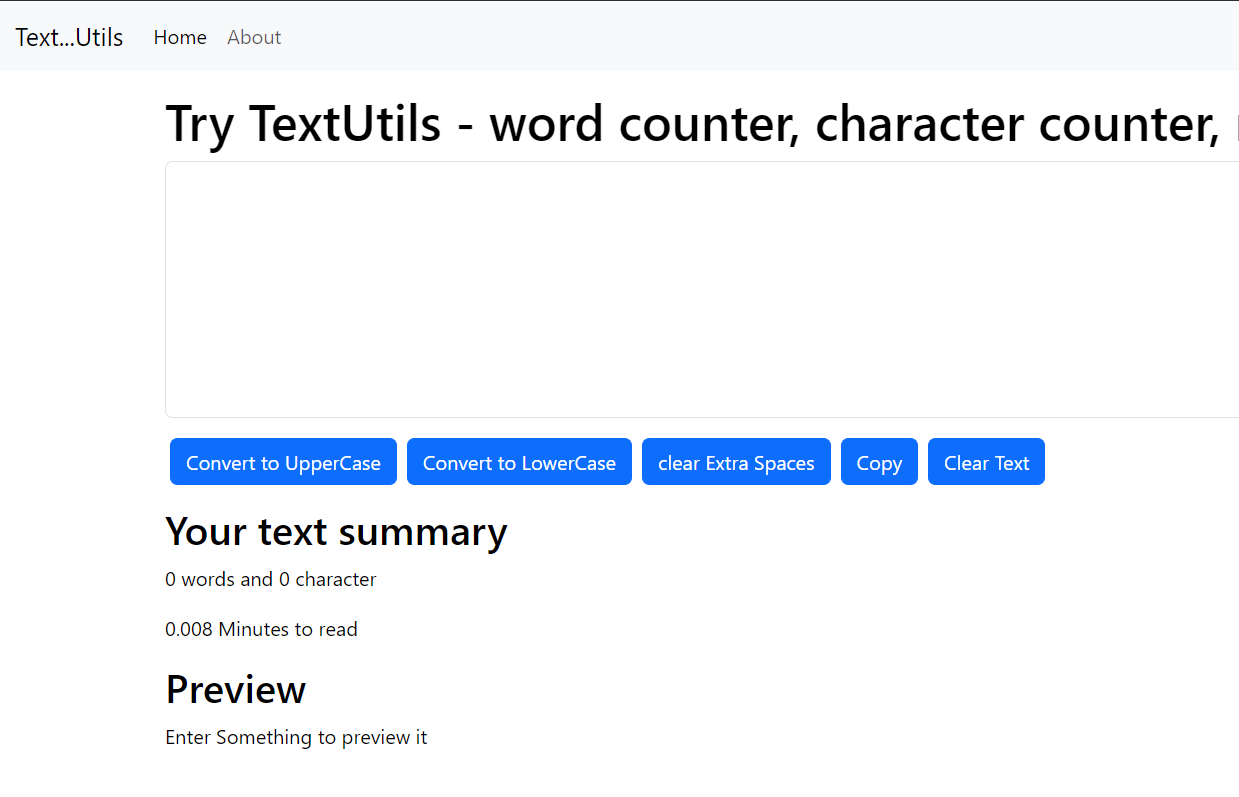 Text...Utils Home About
Try TextUtils - word counter, character counter,
Convert to UpperCase Convert to LowerCase clear Extra Spaces Copy Clear Text
Your text summary
0 words and 0 character
0.008 Minutes to read
Preview
Enter Something to preview it